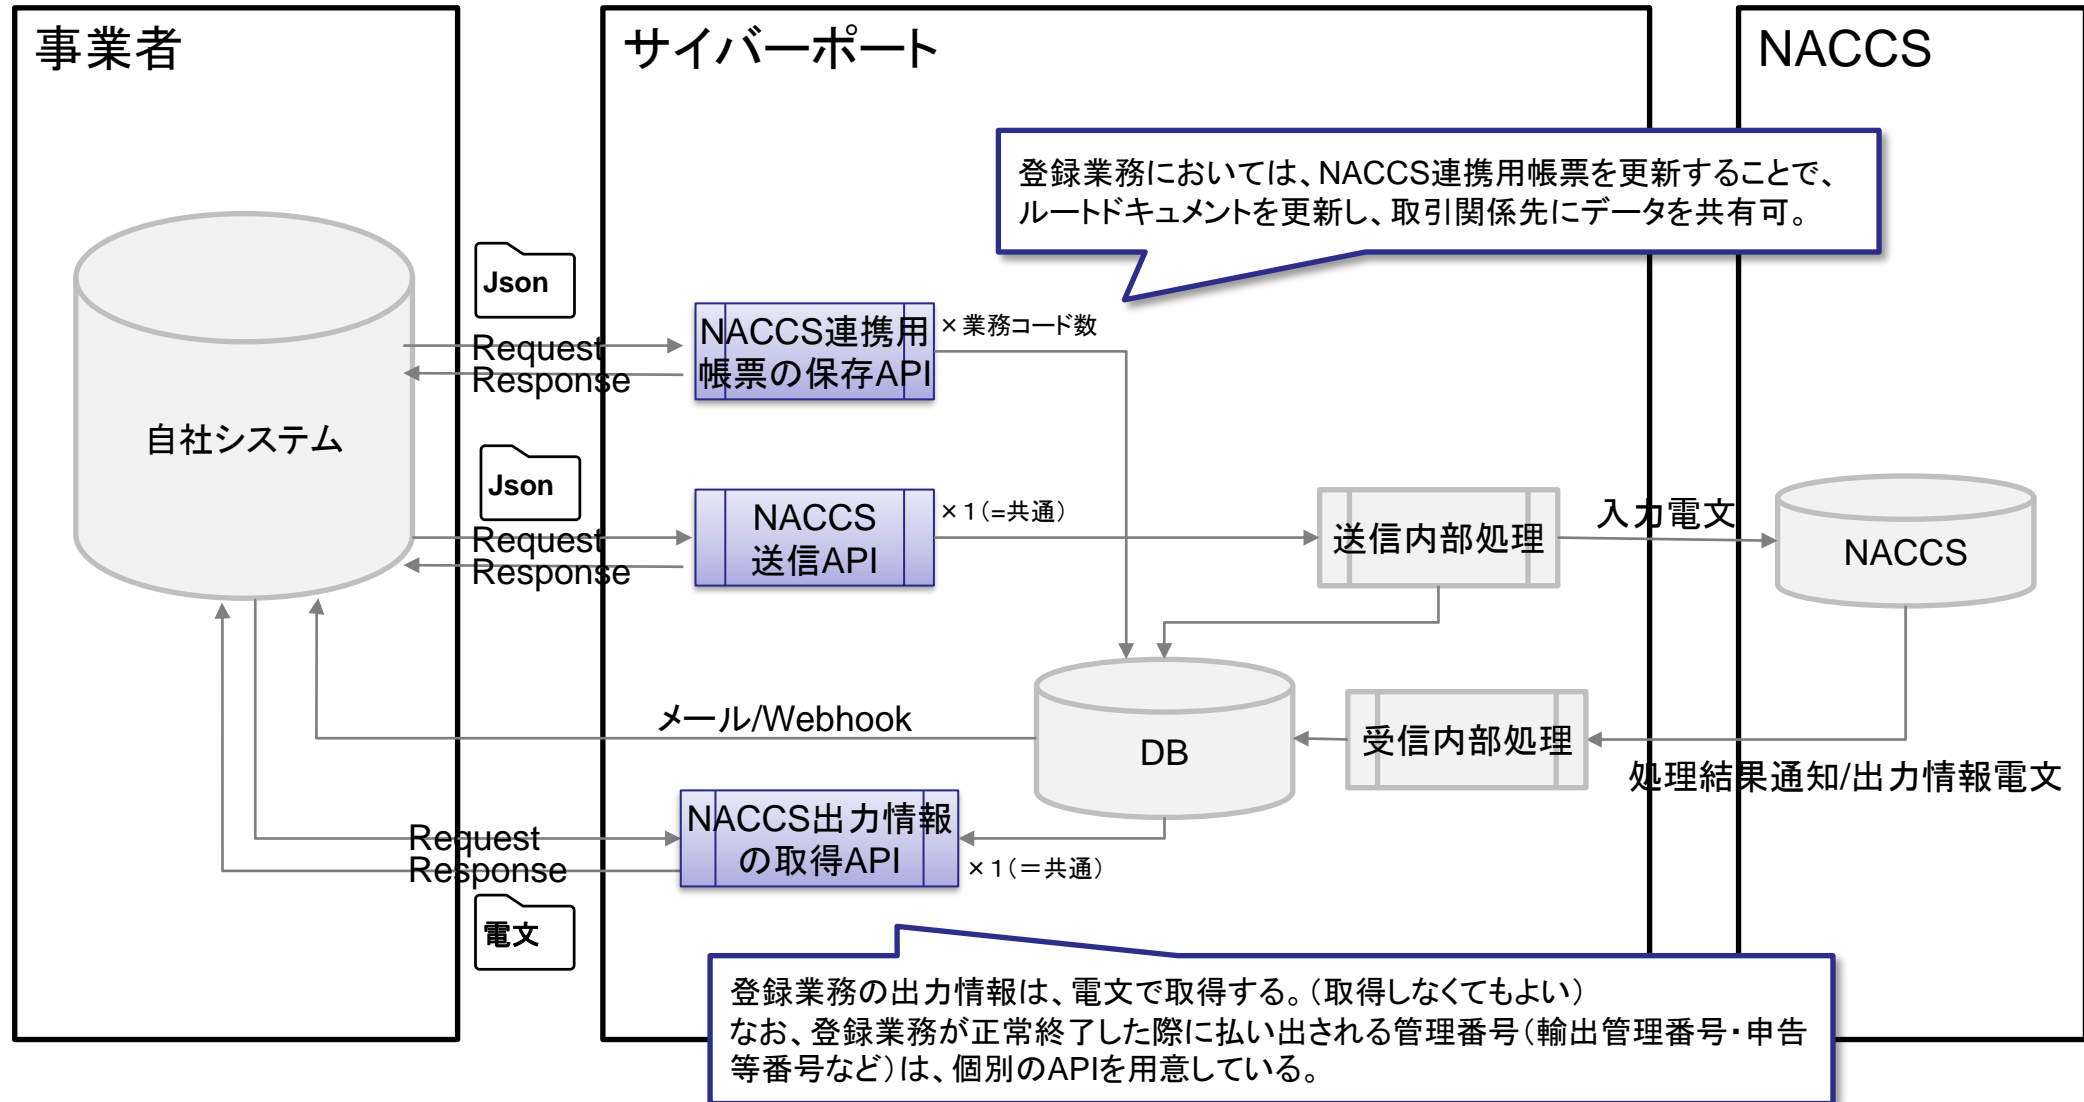 事業者
サイバーポート
NACCS
登録業務においては、NACCS連携用帳票を更新することで、
ルートドキュメントを更新し、取引関係先にデータを共有可。
Json
Request
Response
NACCS連携用
帳票の保存API
×業務コード数
自社システム
Json
Request
Response
NACCS
送信API
×1(=共通)
送信内部処理
入力電文
NACCS
メール/Webhook
DB
受信内部処理
処理結果通知/出力情報電文
Request
Response
NACCS出力情報
の取得API
×1(=共通)
電文
登録業務の出力情報は、電文で取得する。(取得しなくてもよい)
なお、登録業務が正常終了した際に払い出される管理番号(輸出管理番号・申告
等番号など)は、個別のAPIを用意している。